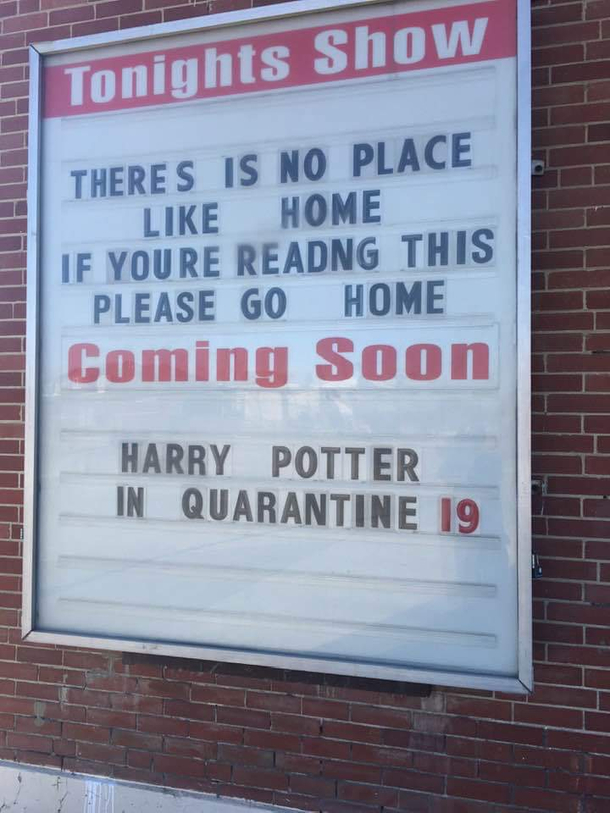 Tonights Show
THERE S IS NO PLACE
LIKE HOME
IF YOURE READNG THIS
PLEASE GO HOME
Coming Soon
HARRY POTTER
IN QUARANTINE 19